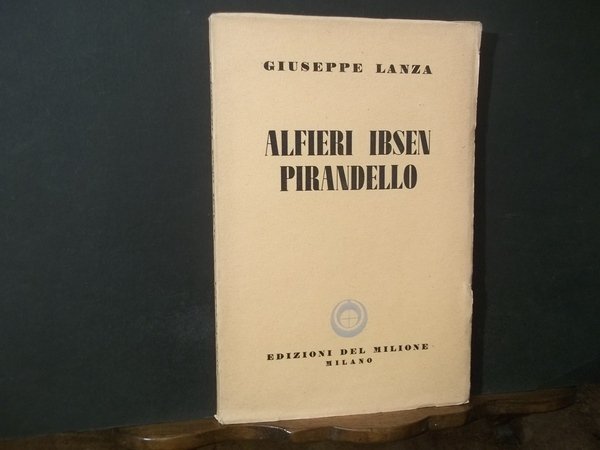 GIUSEPPE LANZA
ALFIERI IBSEN
PIRANDELLO
EDIZIONI DEL MILIONE
MILANO